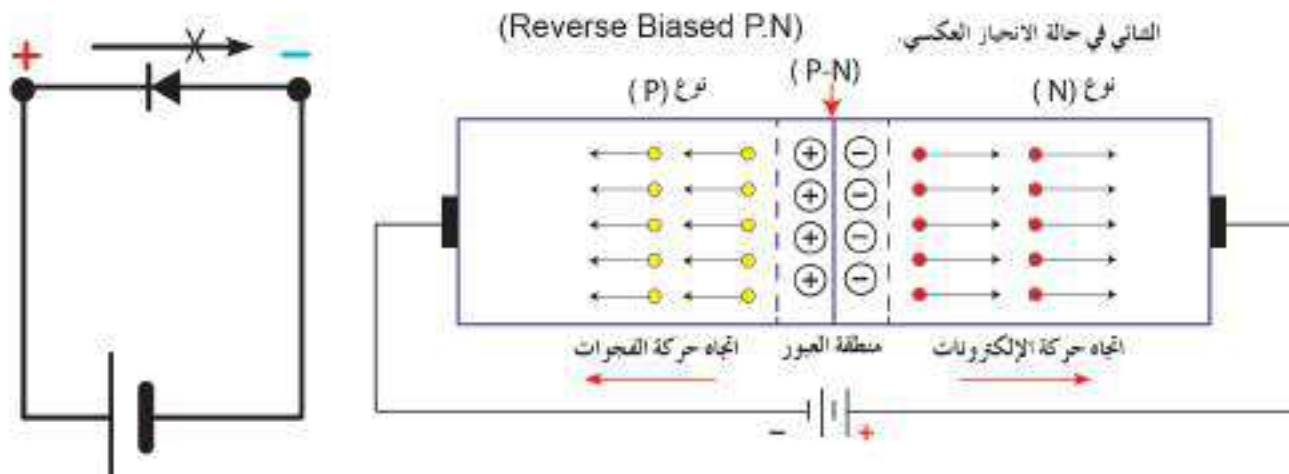 +
X
−
(Reverse Biased P.N)
الثنائي في حالة الانحياز العكسي.
(P-N)
نوع (P)
نوع (N)
+ −
+ −
+ −
+ −
اتجاه حركة الفجوات
منطقة العبور
اتجاه حركة الإلكترونات
− +